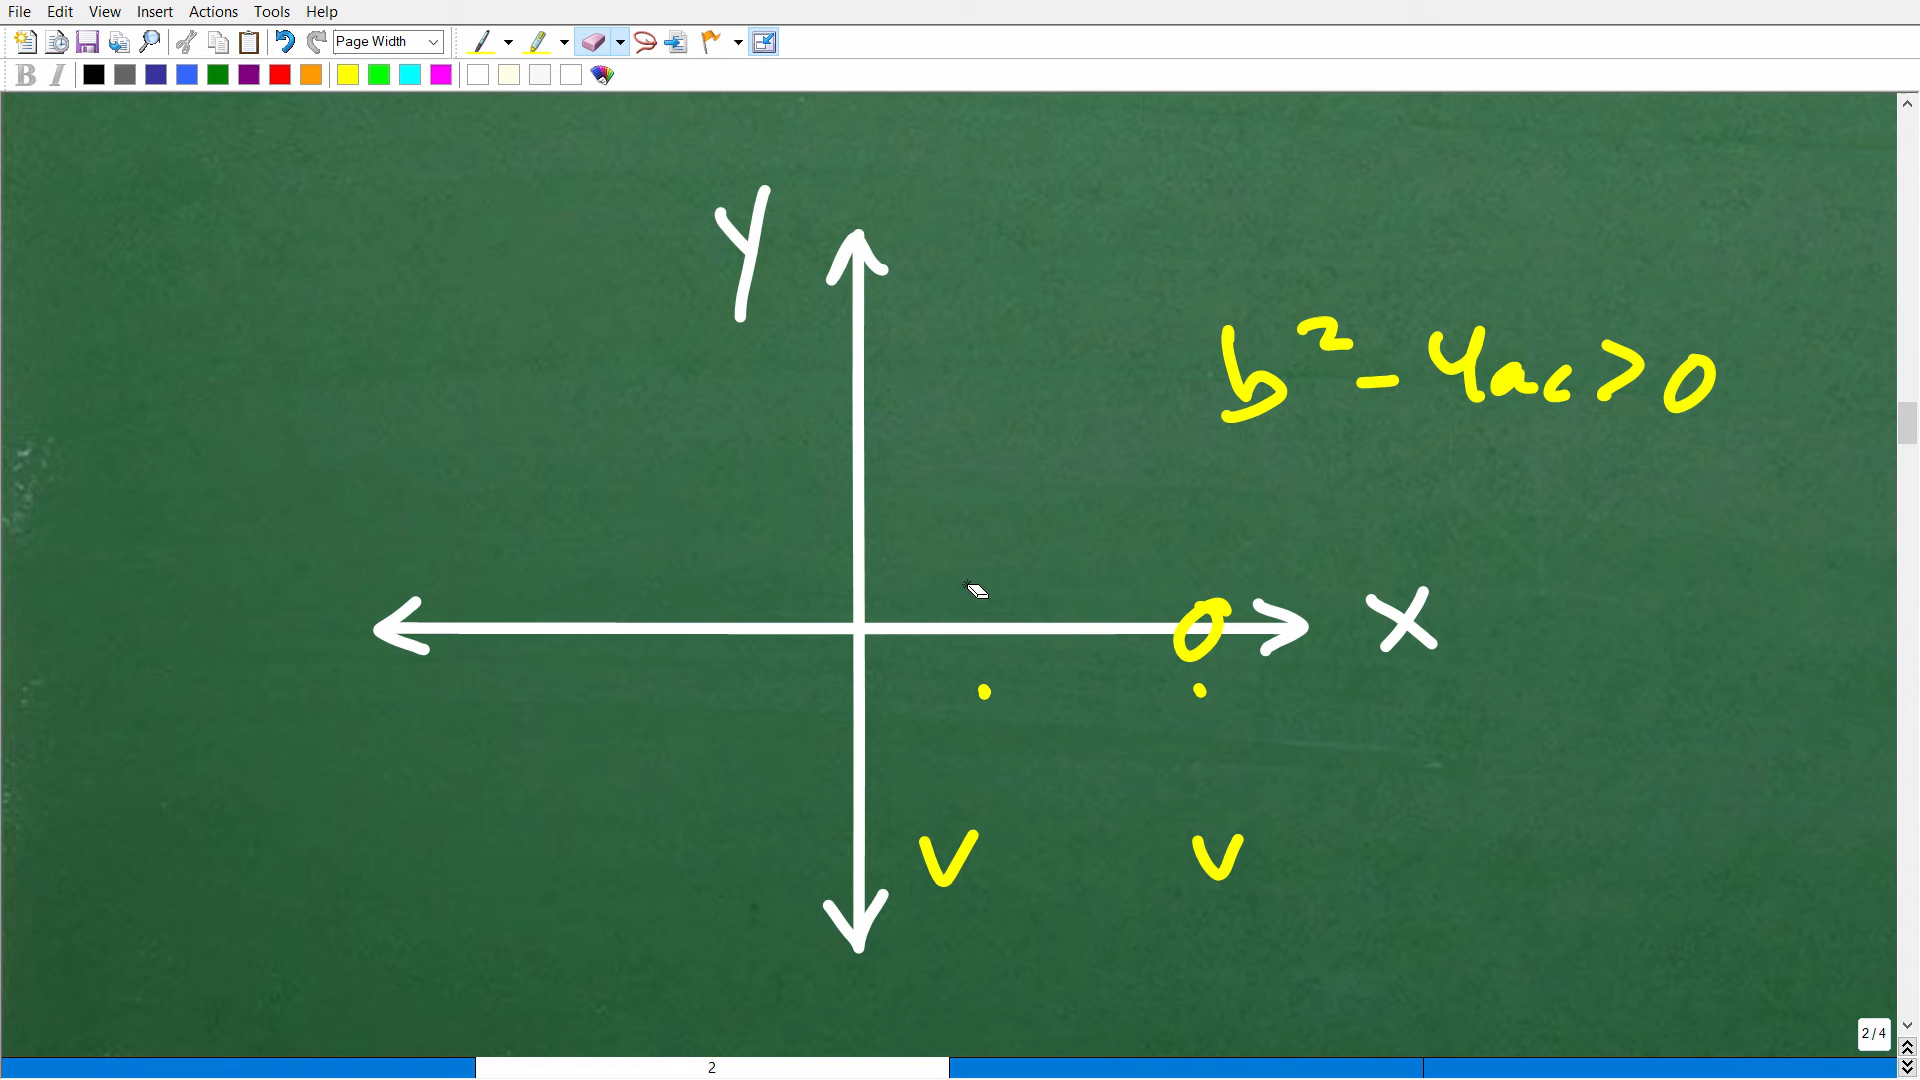 File Edit View Insert Actions Tools Help
Page Width
B I
y
b² - 4ac > 0
x
2 / 4
2